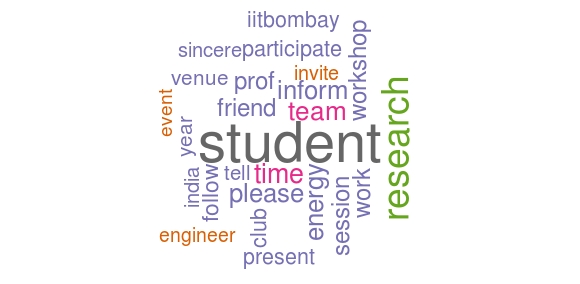 iitbombay
sincere
participate
workshop
venue
prof
invite
inform
research
event
friend
team
year
student
india
follow
tell
time
please
energy
session
work
engineer
club
present